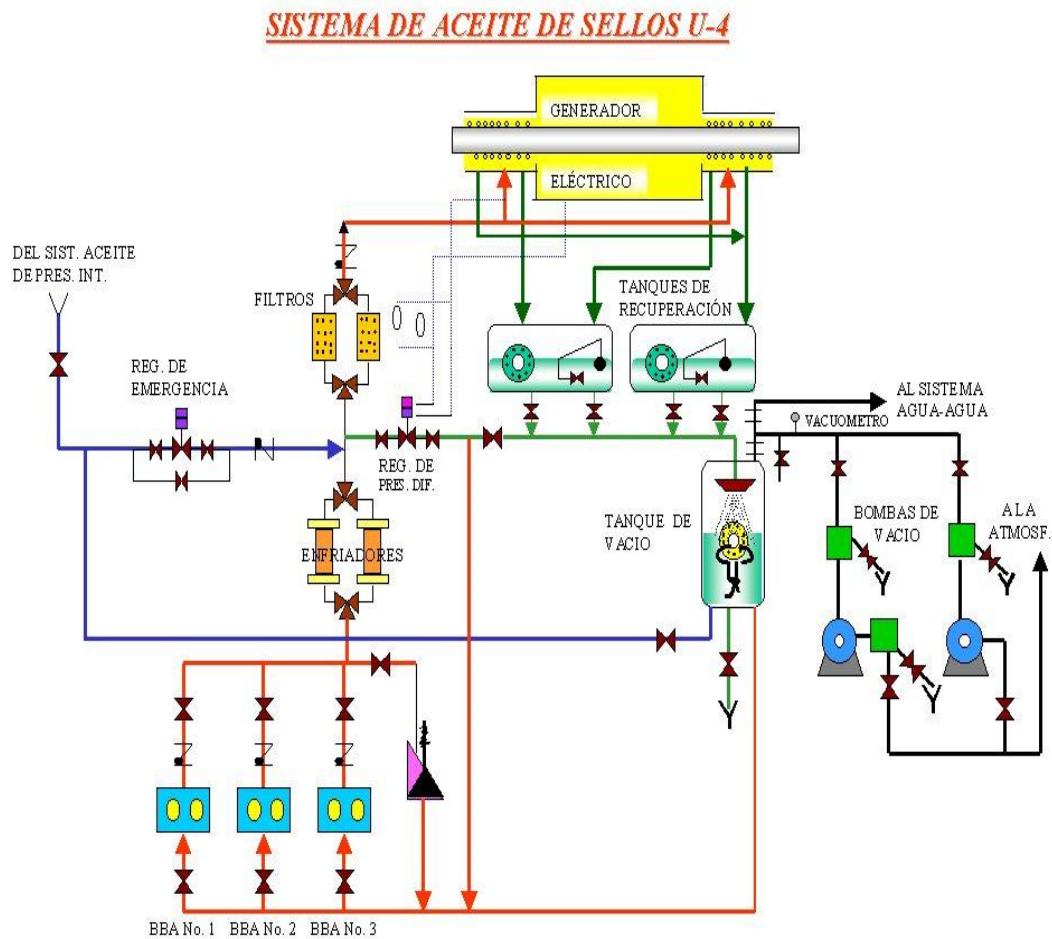 SISTEMA DE ACEITE DE SELLOS U-4
GENERADOR
ELÉCTRICO
DEL SIST. ACEITE
DE PRES. INT.
FILTROS
TANQUES DE
RECUPERACIÓN
REG. DE
EMERGENCIA
AL SISTEMA
AGUA-AGUA
VACUOMETRO
REG. DE
PRES. DIF.
TANQUE DE
VACIO
BOMBAS DE
VACIO
A LA
ATMOSF.
ENFRIADORES
BBA No. 1
BBA No. 2
BBA No. 3